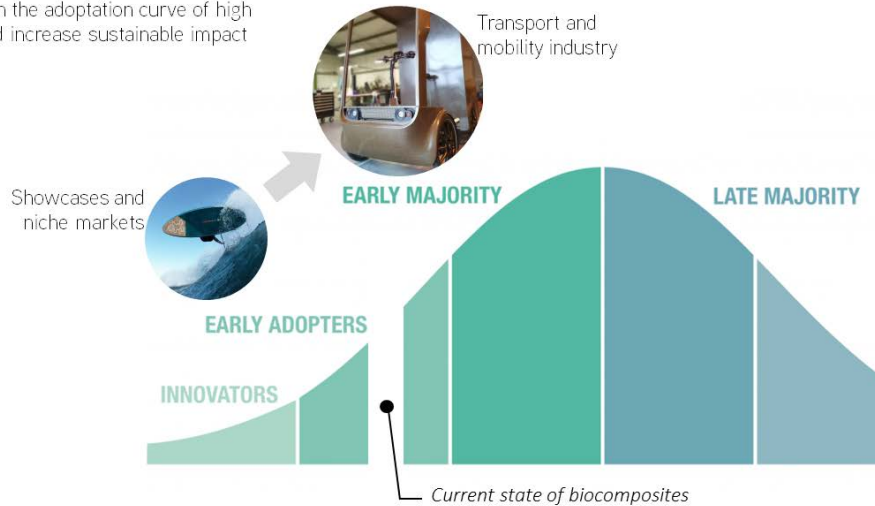 n the adoptation curve of high
d increase sustainable impact
Transport and
mobility industry
Showcases and
niche markets
EARLY MAJORITY
LATE MAJORITY
EARLY ADOPTERS
INNOVATORS
Current state of biocomposites